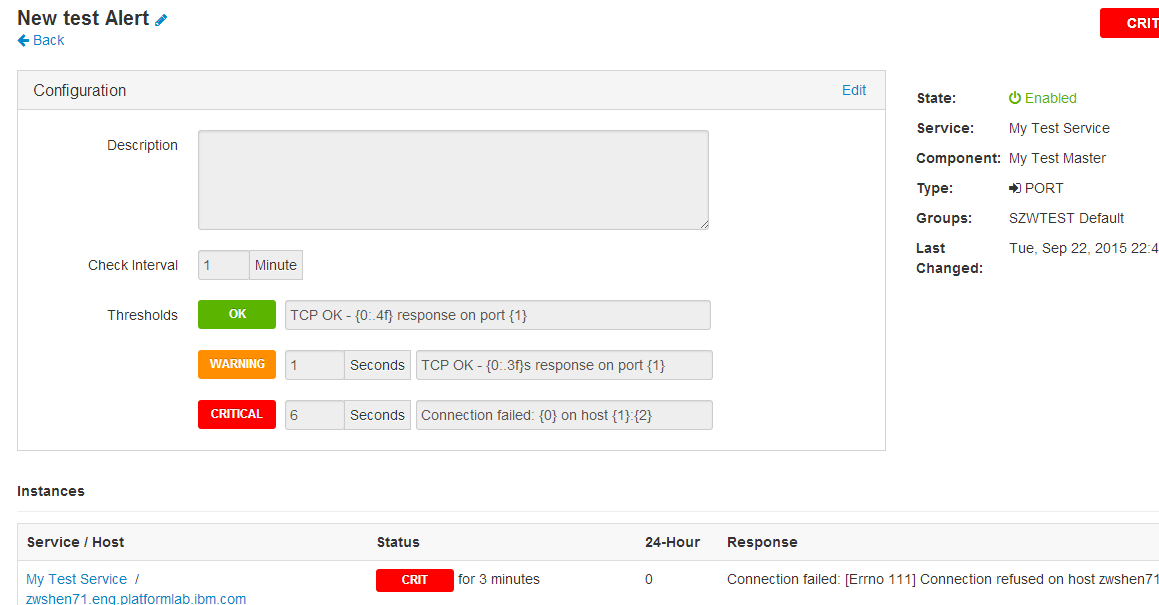 New test Alert
CRIT
Back
Configuration
Edit
Description
Check Interval
1
Minute
Thresholds
OK
TCP OK - {0:.4f} response on port {1}
WARNING
1
Seconds
TCP OK - {0:.3f}s response on port {1}
CRITICAL
6
Seconds
Connection failed: {0} on host {1}:{2}
State: Enabled
Service: My Test Service
Component: My Test Master
Type: PORT
Groups: SZWTEST Default
Last Changed: Tue, Sep 22, 2015 22:4
Instances
Service / Host Status 24-Hour Response
My Test Service / CRIT for 3 minutes 0 Connection failed: [Errno 111] Connection refused on host zwshen71
zwshen71.eng.platformlab.ibm.com